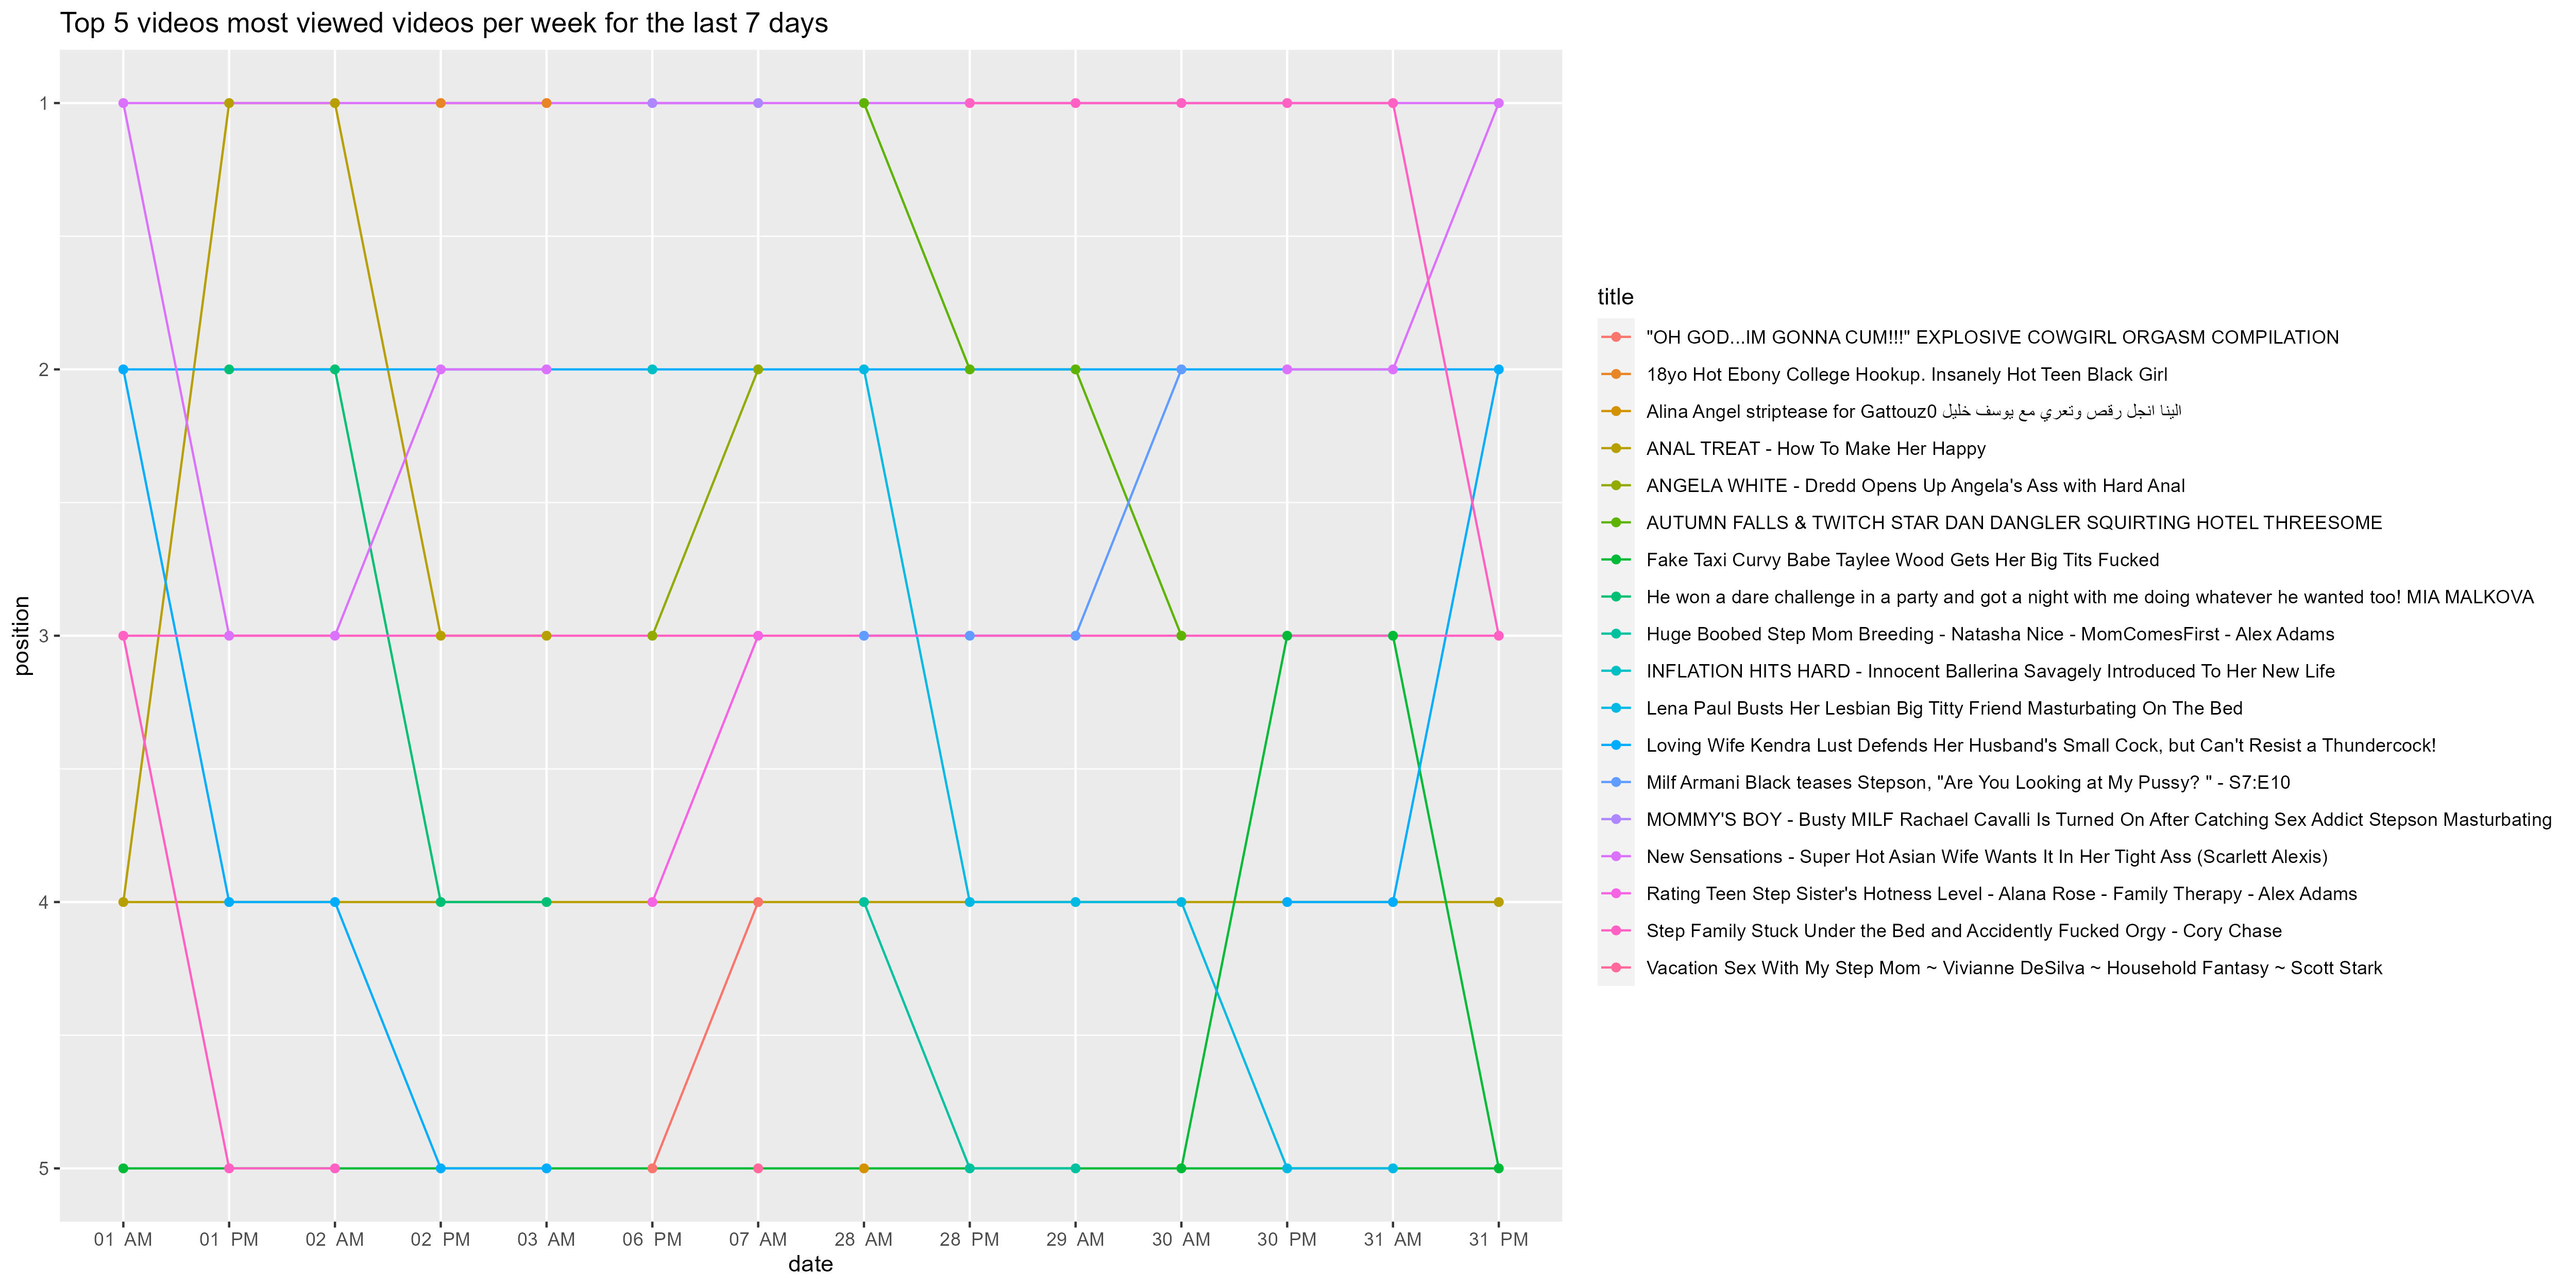 Top 5 videos most viewed videos per week for the last 7 days
position
1
2
3
4
5
01 AM 01 PM 02 AM 02 PM 03 AM 06 PM 07 AM 28 AM 28 PM 29 AM 30 AM 30 PM 31 AM 31 PM
date
title
"OH GOD...IM GONNA CUM!!!" EXPLOSIVE COWGIRL ORGASM COMPILATION
18yo Hot Ebony College Hookup. Insanely Hot Teen Black Girl
Alina Angel striptease for Gattouz0 الينا انجل رقص وتعري مع يوسف خليل
ANAL TREAT - How To Make Her Happy
ANGELA WHITE - Dredd Opens Up Angela's Ass with Hard Anal
AUTUMN FALLS & TWITCH STAR DAN DANGLER SQUIRTING HOTEL THREESOME
Fake Taxi Curvy Babe Taylee Wood Gets Her Big Tits Fucked
He won a dare challenge in a party and got a night with me doing whatever he wanted too! MIA MALKOVA
Huge Boobed Step Mom Breeding - Natasha Nice - MomComesFirst - Alex Adams
INFLATION HITS HARD - Innocent Ballerina Savagely Introduced To Her New Life
Lena Paul Busts Her Lesbian Big Titty Friend Masturbating On The Bed
Loving Wife Kendra Lust Defends Her Husband's Small Cock, but Can't Resist a Thundercock!
Milf Armani Black teases Stepson, "Are You Looking at My Pussy? " - S7:E10
MOMMY'S BOY - Busty MILF Rachael Cavalli Is Turned On After Catching Sex Addict Stepson Masturbating
New Sensations - Super Hot Asian Wife Wants It In Her Tight Ass (Scarlett Alexis)
Rating Teen Step Sister's Hotness Level - Alana Rose - Family Therapy - Alex Adams
Step Family Stuck Under the Bed and Accidently Fucked Orgy - Cory Chase
Vacation Sex With My Step Mom ~ Vivianne DeSilva ~ Household Fantasy ~ Scott Stark